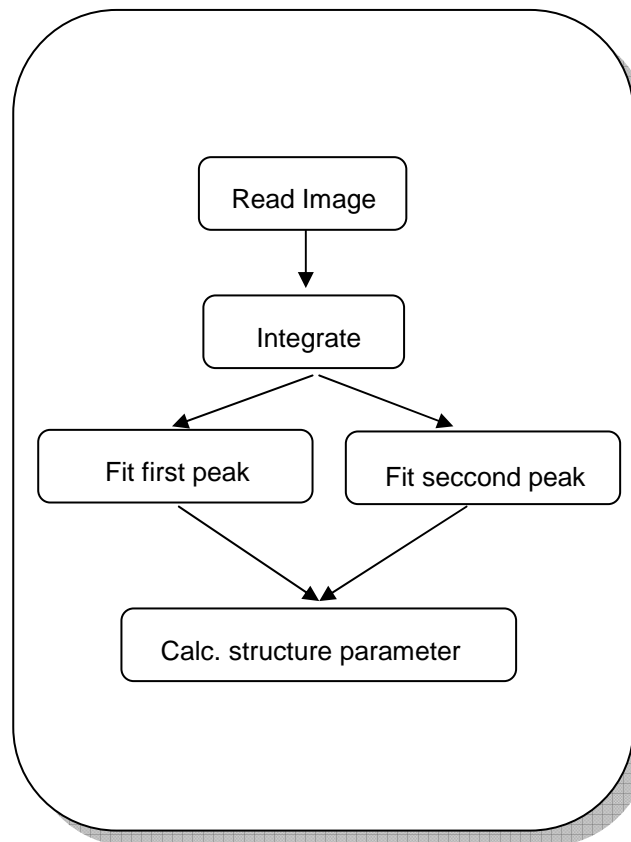 Read Image
Integrate
Fit first peak
Fit seccond peak
Calc. structure parameter